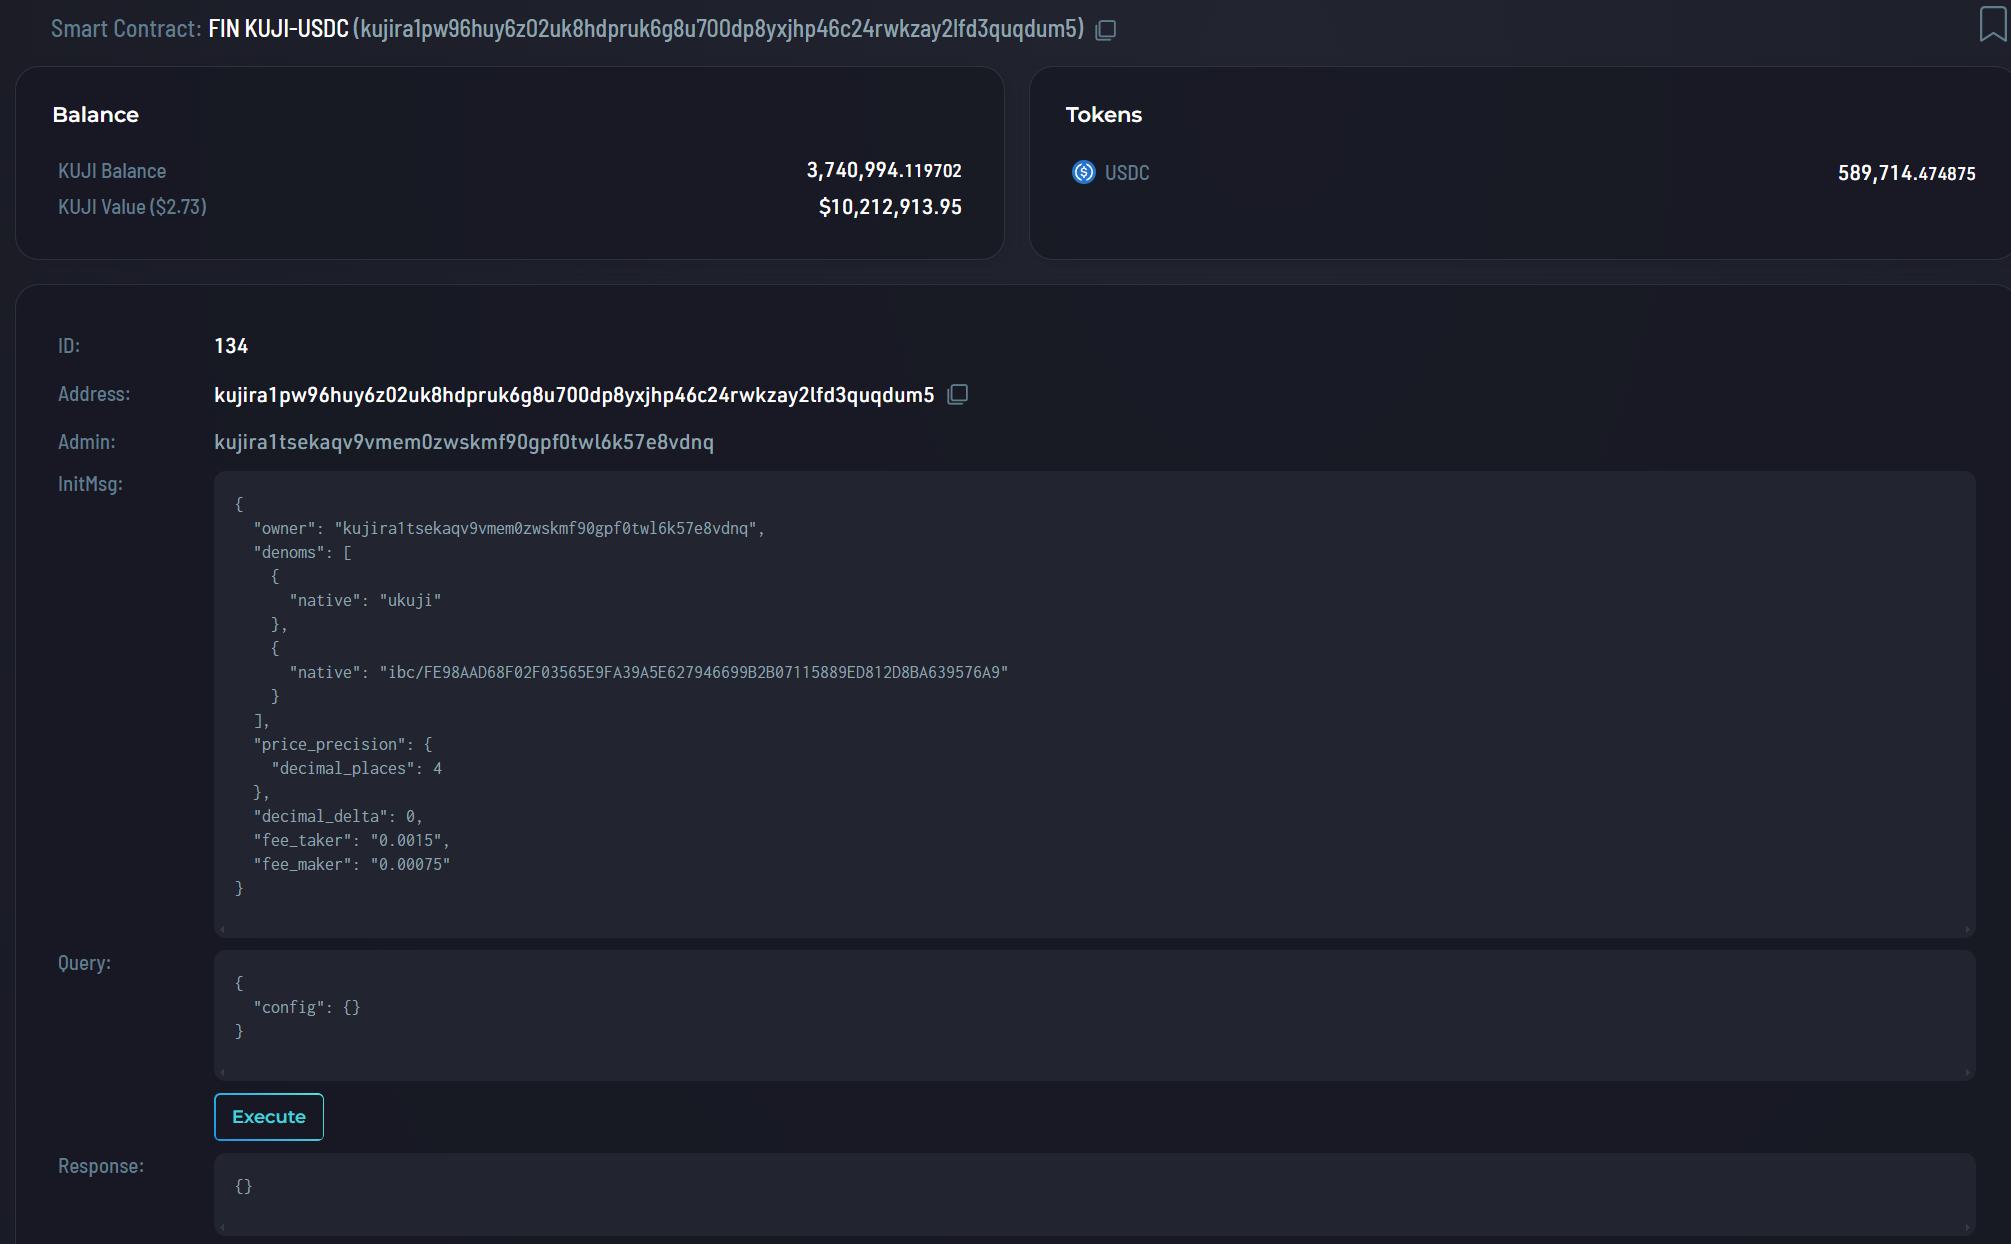 Smart Contract: FIN KUJI-USDC (kujira1pw96huy6z02uk8hdpruk6g8u700dp8yxjhp46c24rwkzay2lfd3quqdum5)
Balance
KUJI Balance 3,740,994.119702
KUJI Value ($2.73) $10,212,913.95
Tokens
USDC 589,714.474875
ID: 134
Address: kujira1pw96huy6z02uk8hdpruk6g8u700dp8yxjhp46c24rwkzay2lfd3quqdum5
Admin: kujira1tsekaqv9vmem0zwskmf90gpf0twl6k57e8vdnq
InitMsg:
{
"owner": "kujira1tsekaqv9vmem0zwskmf90gpf0twl6k57e8vdnq",
"denoms": [
{
"native": "ukuji"
},
{
"native": "ibc/FE98AAD68F02F03565E9FA39A5E627946699B2B07115889ED812D8BA639576A9"
}
],
"price_precision": {
"decimal_places": 4
},
"decimal_delta": 0,
"fee_taker": "0.0015",
"fee_maker": "0.00075"
}
Query:
{
"config": {}
}
Execute
Response:
{}